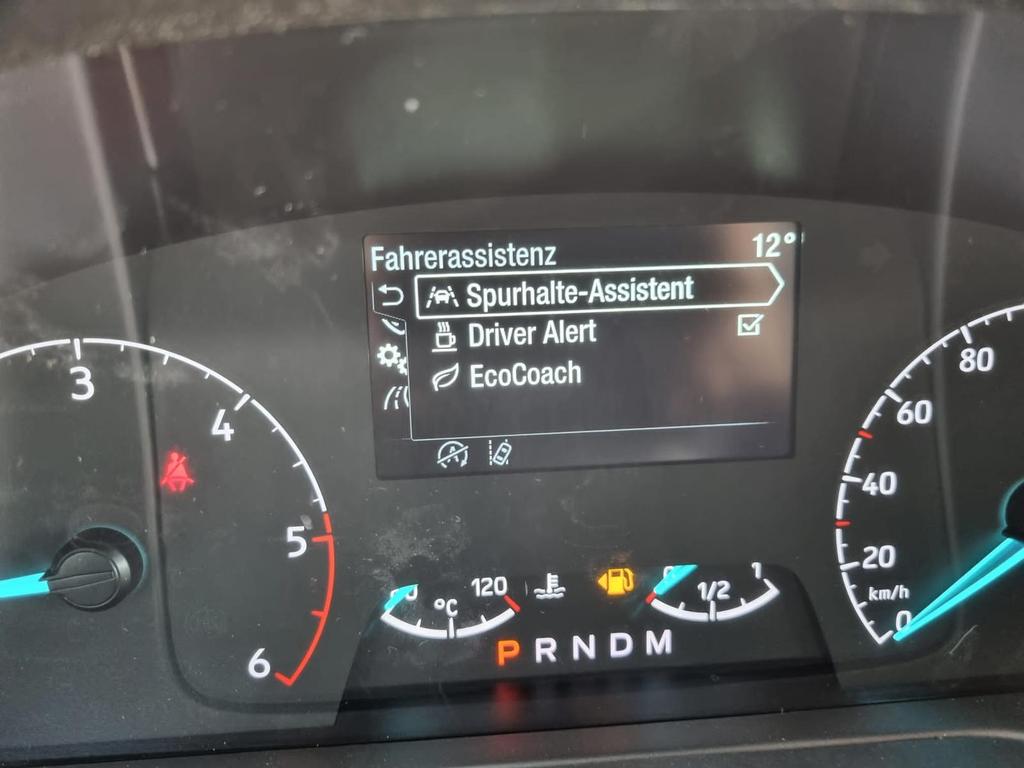 Fahrerassistenz 12°
Spurhalte-Assistent
Driver Alert
EcoCoach
3
4
5
6
80
60
40
20
km/h
0
120
°C
0
1/2
1
P R N D M